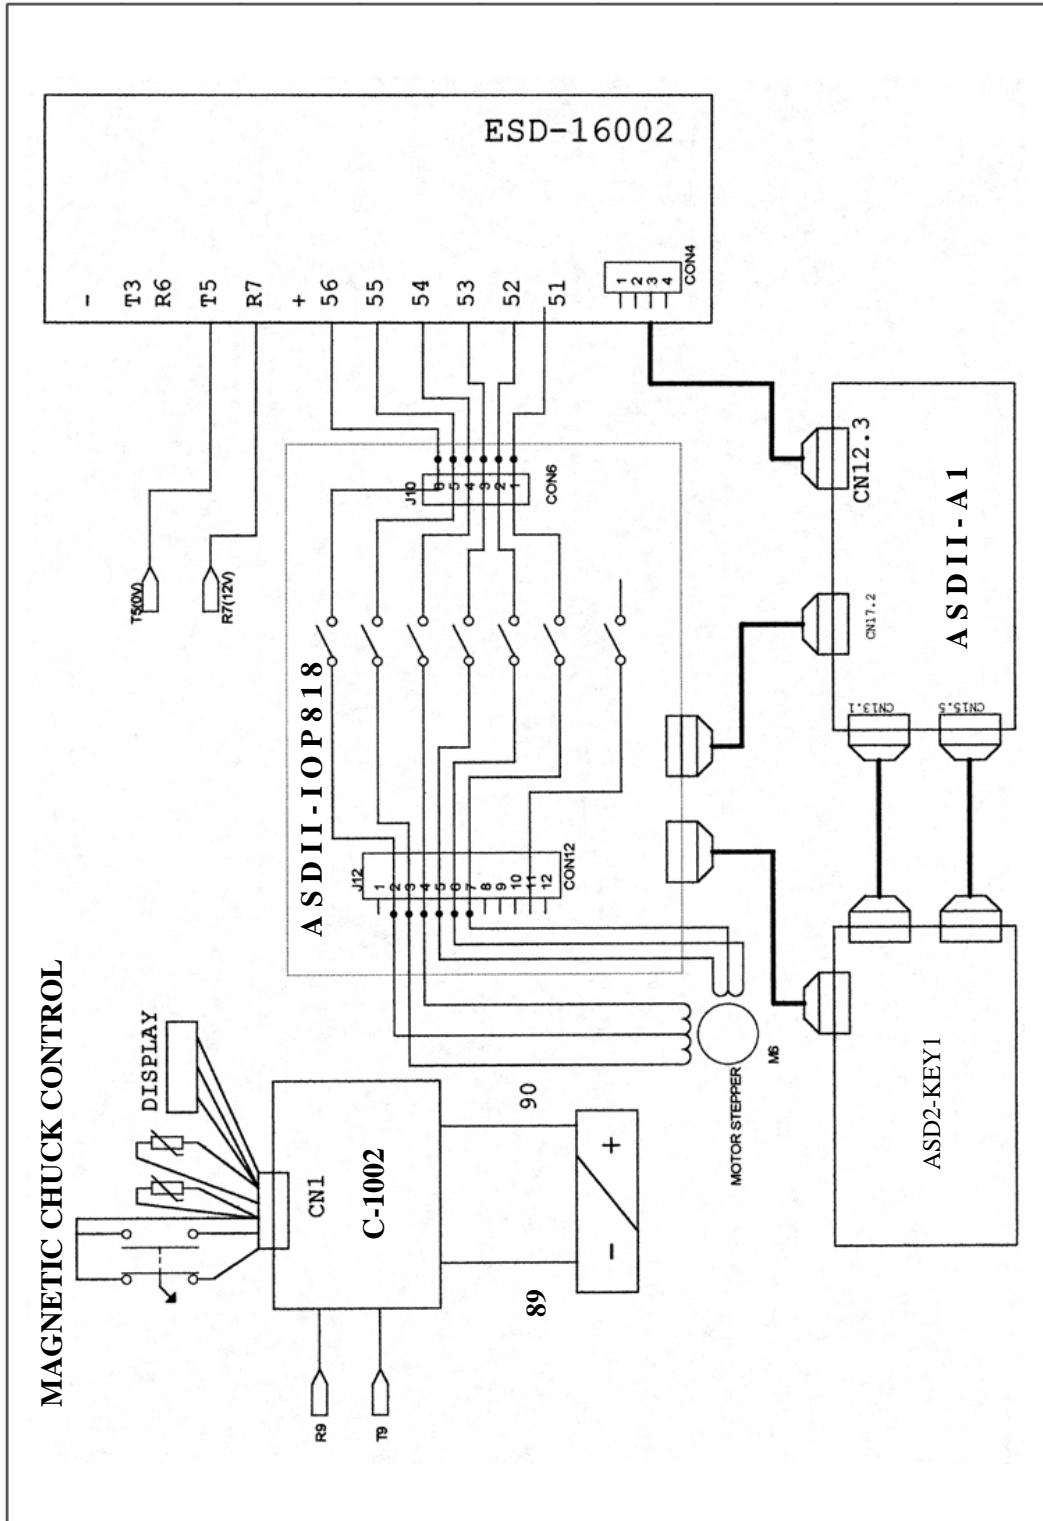 MAGNETIC CHUCK CONTROL
ESD-16002
-
T3
R6
T5
R7
+
56
55
54
53
52
51
1
2
3
4
CON4
T5(0V)
R7(12V)
ASDII-IOP818
J10
6
5
4
3
2
1
CON6
J12
1
2
3
4
5
6
7
8
9
10
11
12
CON12
DISPLAY
CN1
C-1002
R9
T9
90
89
+
-
MOTOR STEPPER
M6
CN12.3
CN17.2
CN13.1
CN15.5
ASDII-A1
ASD2-KEY1